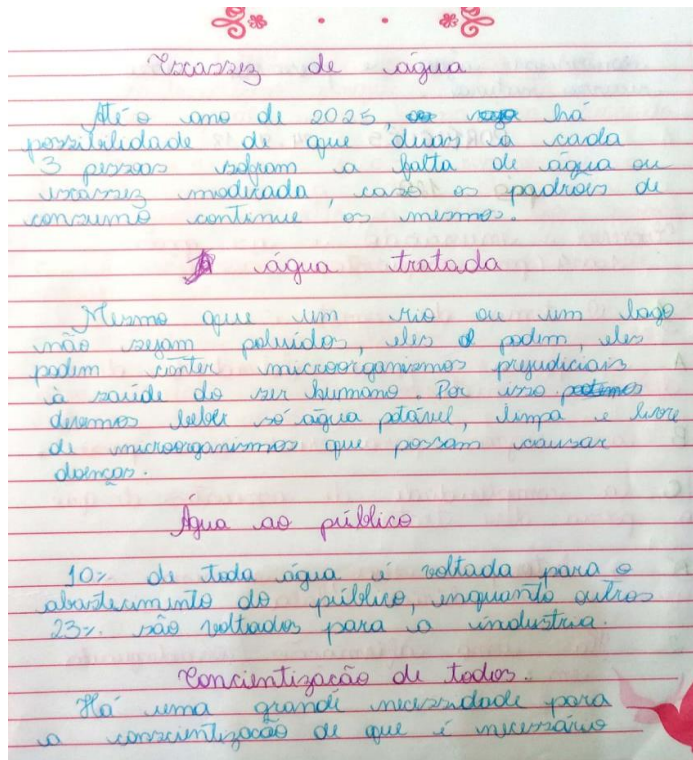 Escassez de água
Até o ano de 2025, há
possibilidade de que duas a cada
3 pessoas sofram a falta de água ou
escassez moderada, caso os padrões de
consumo continue os mesmos.
água tratada
Mesmo que um rio ou um lago
não sejam poluídos, eles podem, eles
podem conter microorganismos prejudiciais
à saúde do ser humano. Por isso
devemos beber só água potável, limpa e livre
de microorganismos que possam causar
doenças.
Água ao público
10% de toda água é voltada para o
abastecimento do público, enquanto outros
23% são voltados para a industria.
Concientização de todos.
Há uma grande necessidade para
a conscientização de que é necessário